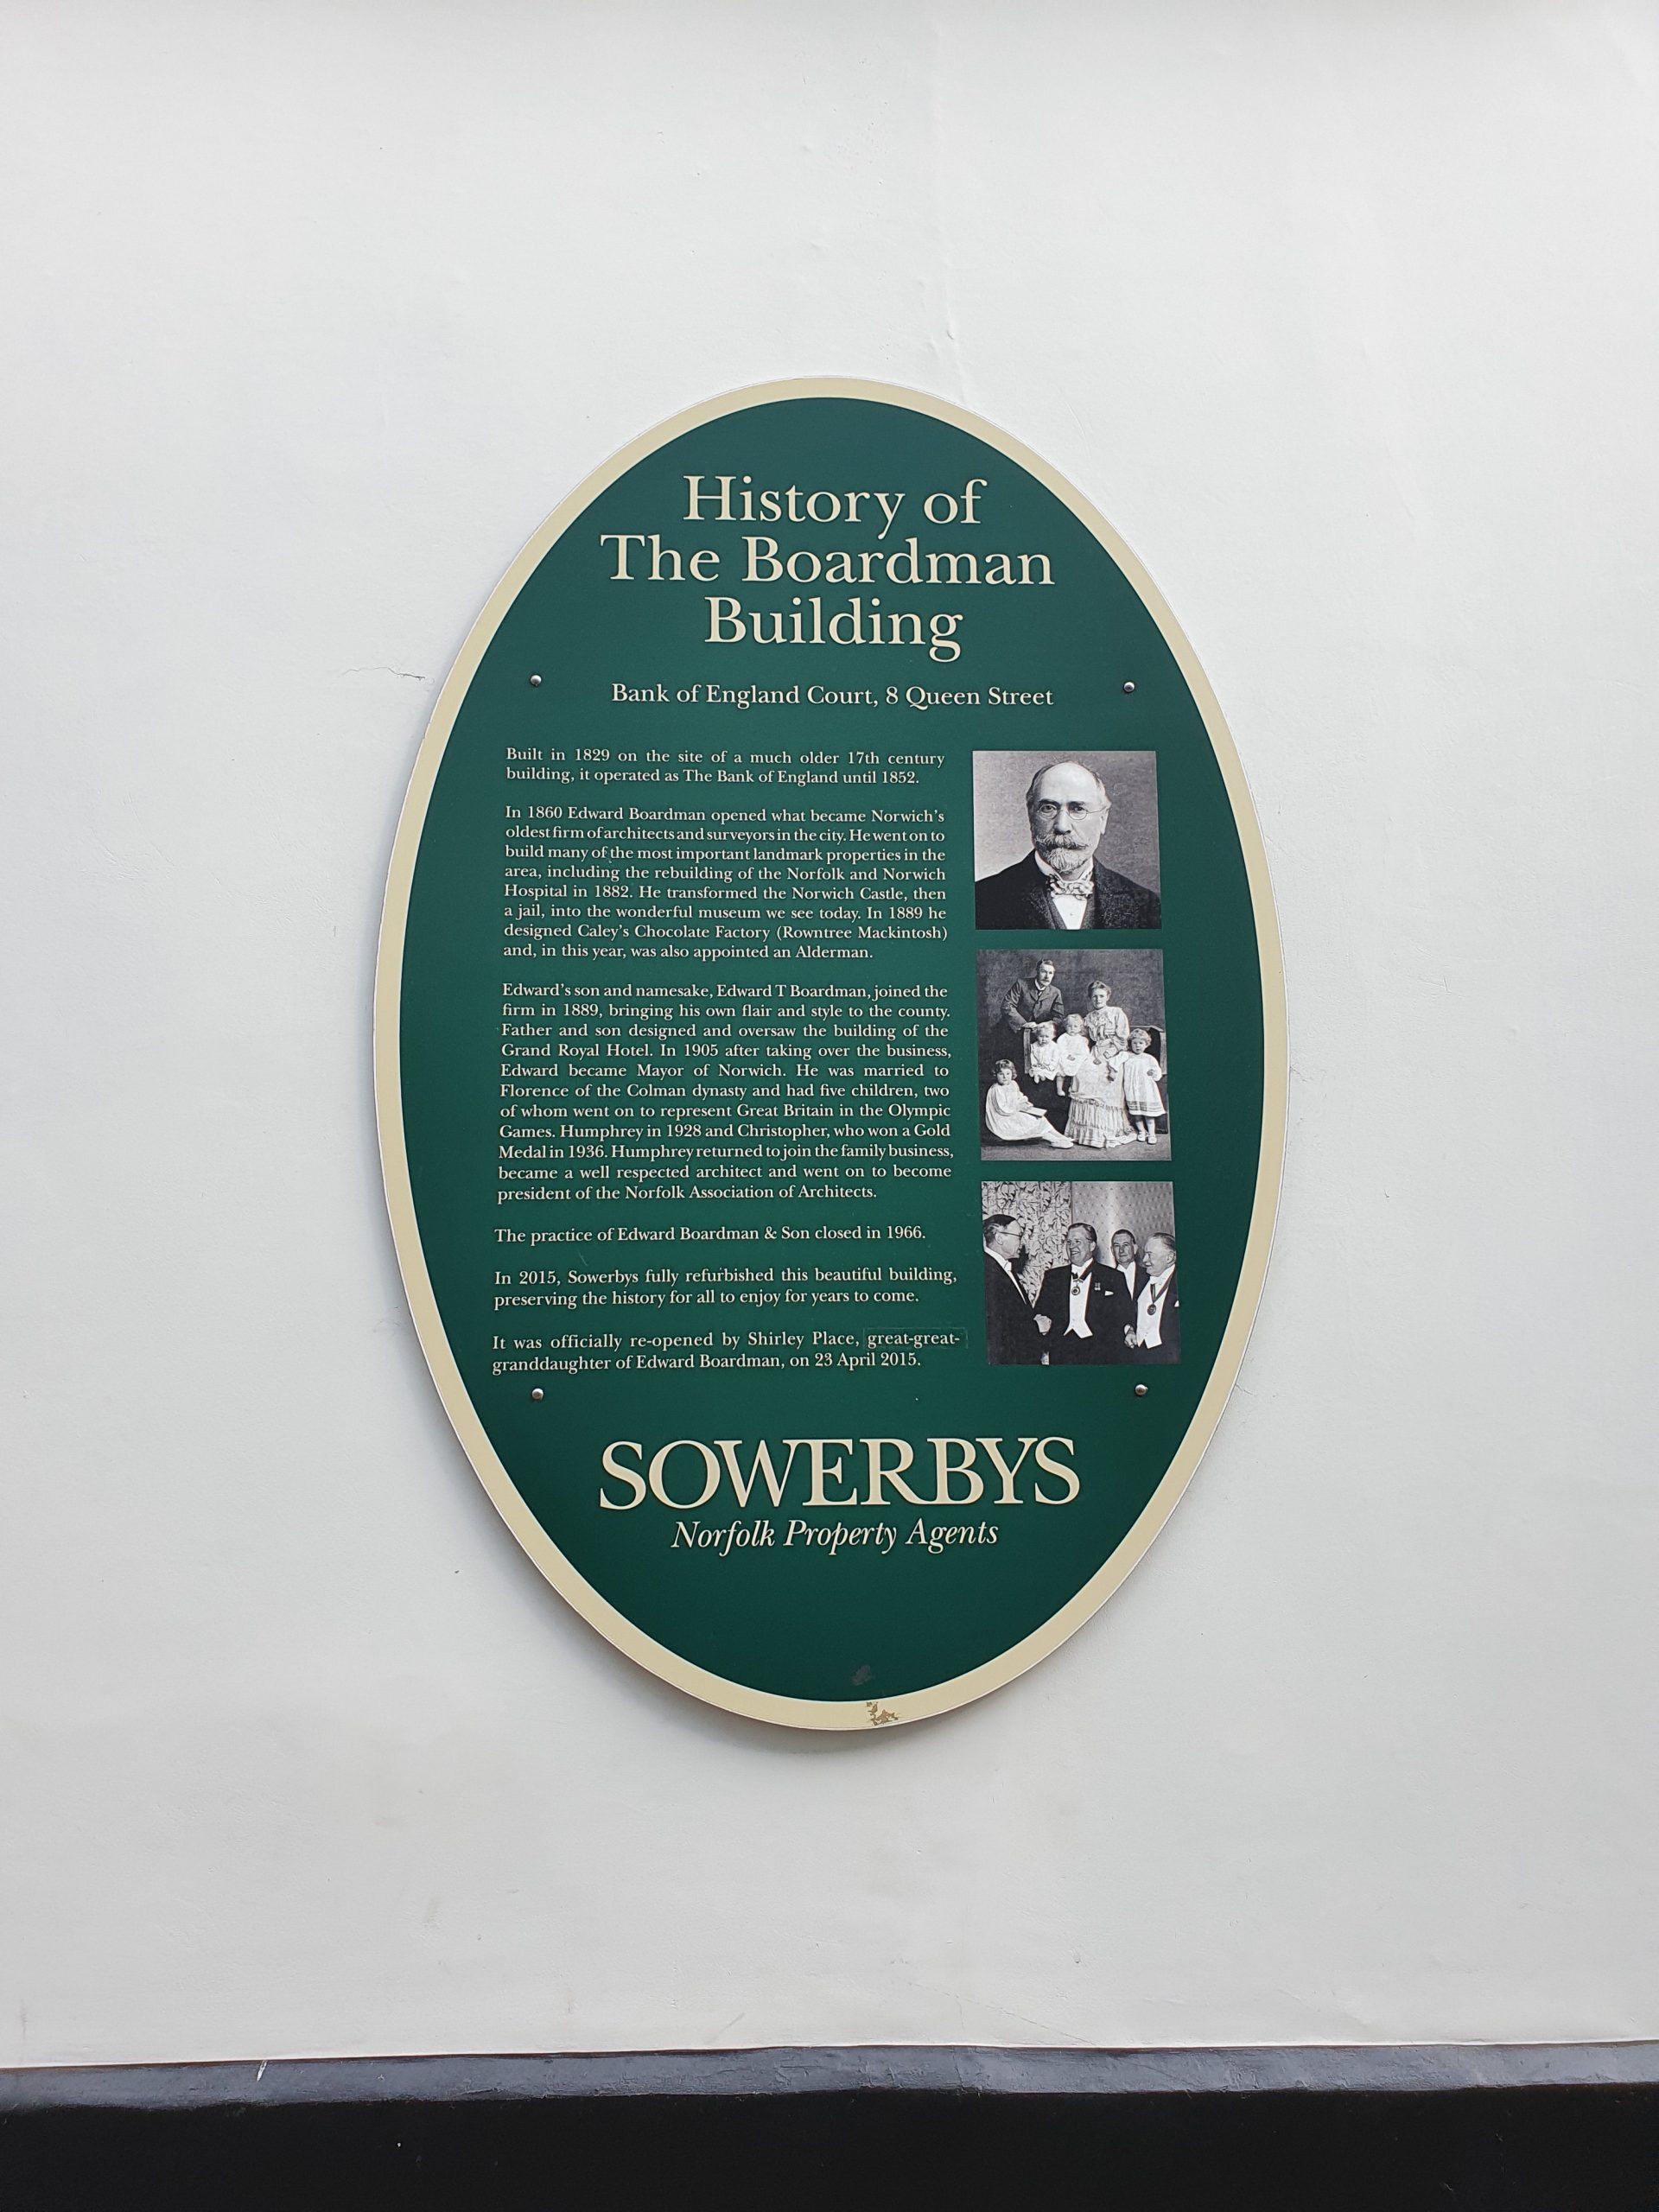 History of
The Boardman
Building
Bank of England Court, 8 Queen Street
Built in 1829 on the site of a much older 17th century
building, it operated as The Bank of England until 1852.
In 1860 Edward Boardman opened what became Norwich's
oldest firm of architects and surveyors in the city. He went on to
build many of the most important landmark properties in the
area, including the rebuilding of the Norfolk and Norwich
Hospital in 1882. He transformed the Norwich Castle, then
a jail, into the wonderful museum we see today. In 1889 he
designed Caley's Chocolate Factory (Rowntree Mackintosh)
and, in this year, was also appointed an Alderman.
Edward's son and namesake, Edward T Boardman, joined the
firm in 1889, bringing his own flair and style to the county.
Father and son designed and oversaw the building of the
Grand Royal Hotel. In 1905 after taking over the business,
Edward became Mayor of Norwich. He was married to
Florence of the Colman dynasty and had five children, two
of whom went on to represent Great Britain in the Olympic
Games. Humphrey in 1928 and Christopher, who won a Gold
Medal in 1936. Humphrey returned to join the family business,
became a well respected architect and went on to become
president of the Norfolk Association of Architects.
The practice of Edward Boardman & Son closed in 1966.
In 2015, Sowerbys fully refurbished this beautiful building,
preserving the history for all to enjoy for years to come.
It was officially re-opened by Shirley Place, great-great-
granddaughter of Edward Boardman, on 23 April 2015.
SOWERBYS
Norfolk Property Agents